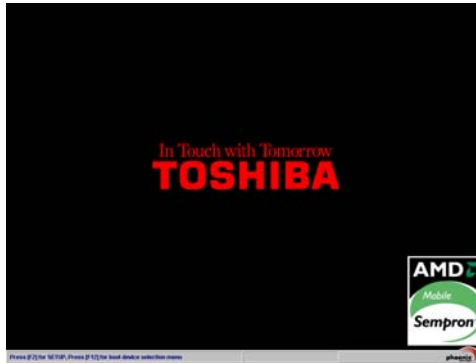 In Touch with Tomorrow
TOSHIBA
AMD
Mobile
Sempron
Press [F2] for SETUP, Press [F12] for boot device selection menu
phoenix